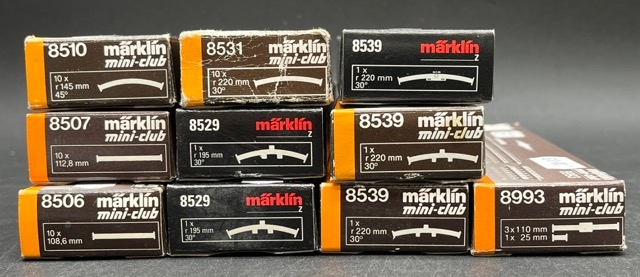 8510 märklin
mini-club
10 x
r 145 mm
45°
8531 märklin
mini-club
10 x
r 220 mm
30°
8539 märklin
Z
1 x
r 220 mm
30°
8507 märklin
mini-club
10 x
112,8 mm
8529 märklin
Z
1 x
r 195 mm
30°
8539 märklin
mini-club
1 x
r 220 mm
30°
8506 märklin
mini-club
10 x
108,6 mm
8529 märklin
Z
1 x
r 195 mm
30°
8539 märklin
mini-club
1 x
r 220 mm
30°
8993 märklin
mini-club
3 x 110 mm
1 x 25 mm